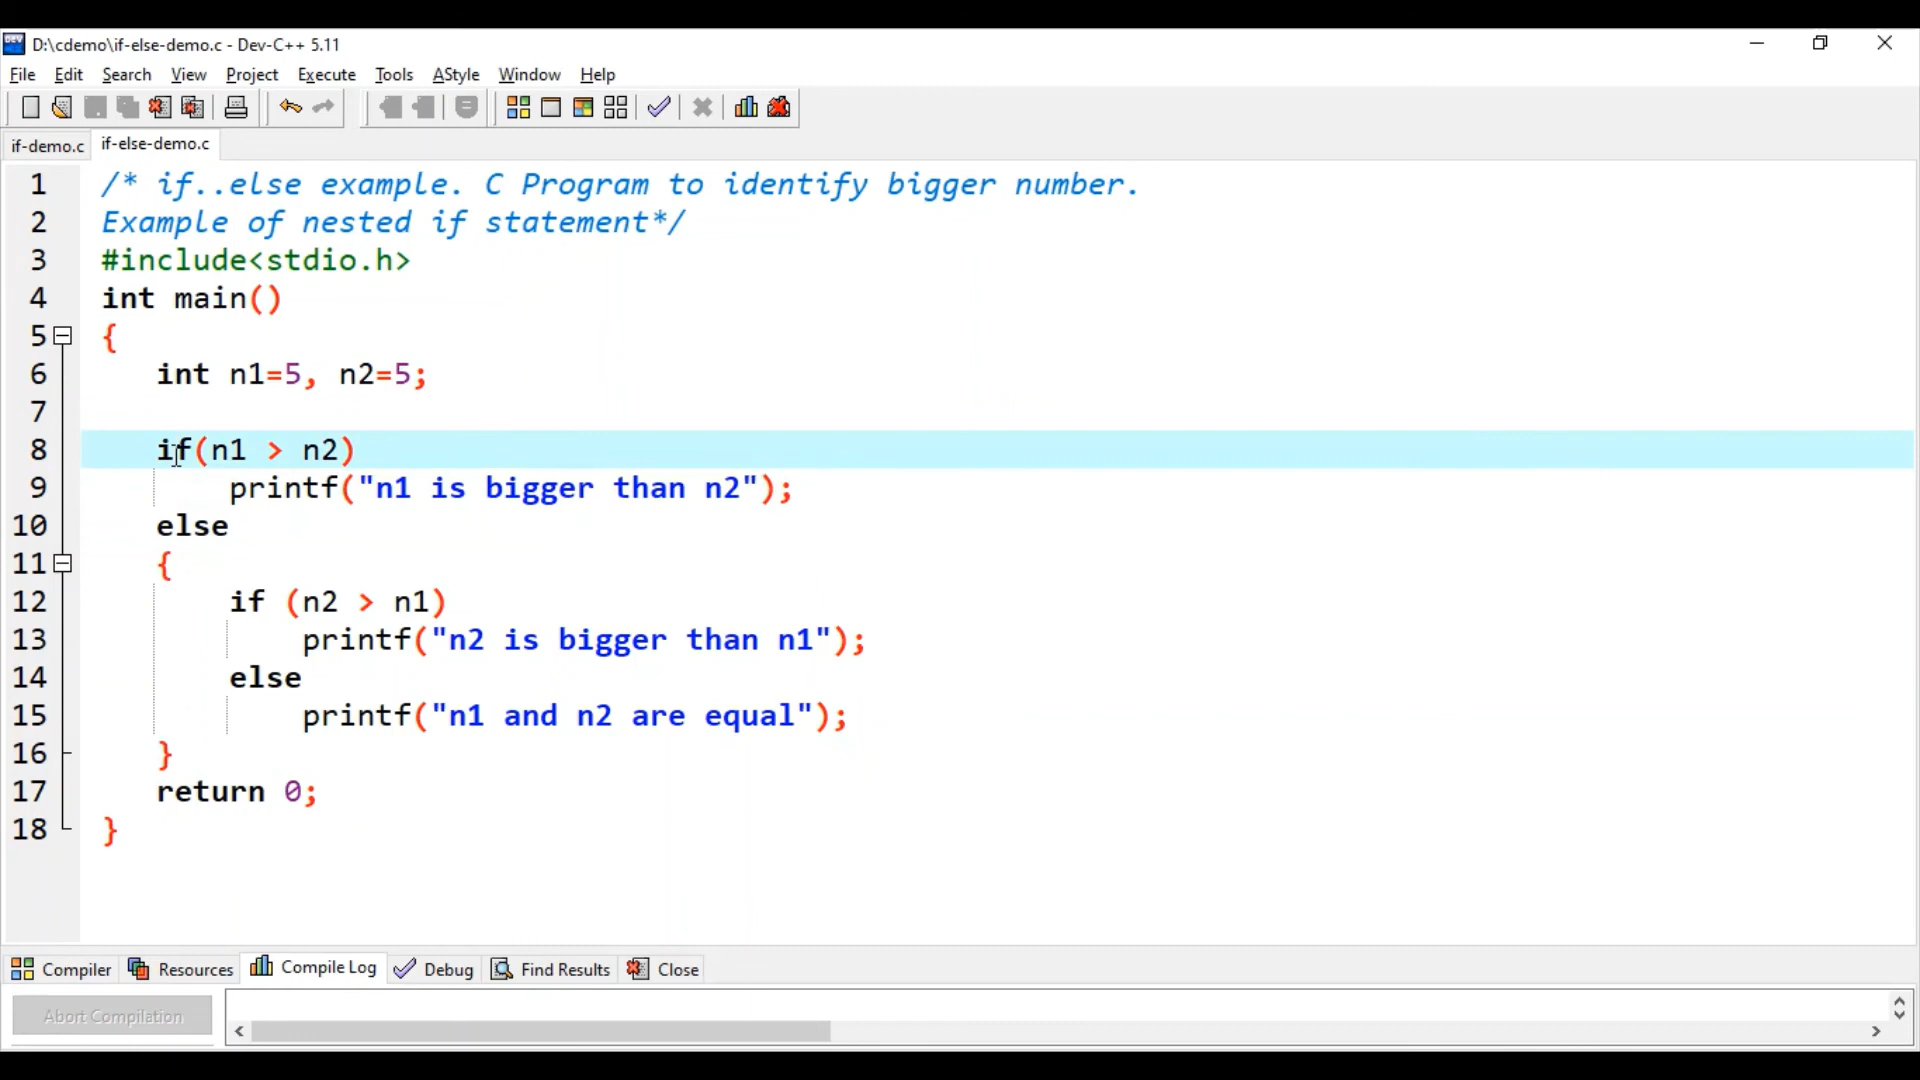 D:\cdemo\if-else-demo.c - Dev-C++ 5.11
File Edit Search View Project Execute Tools AStyle Window Help
if-demo.c if-else-demo.c
1 /* if..else example. C Program to identify bigger number.
2 Example of nested if statement*/
3 #include<stdio.h>
4 int main()
5 {
6 int n1=5, n2=5;
7
8 if(n1 > n2)
9 printf("n1 is bigger than n2");
10 else
11 {
12 if (n2 > n1)
13 printf("n2 is bigger than n1");
14 else
15 printf("n1 and n2 are equal");
16 }
17 return 0;
18 }
Compiler Resources Compile Log Debug Find Results Close
Abort Compilation